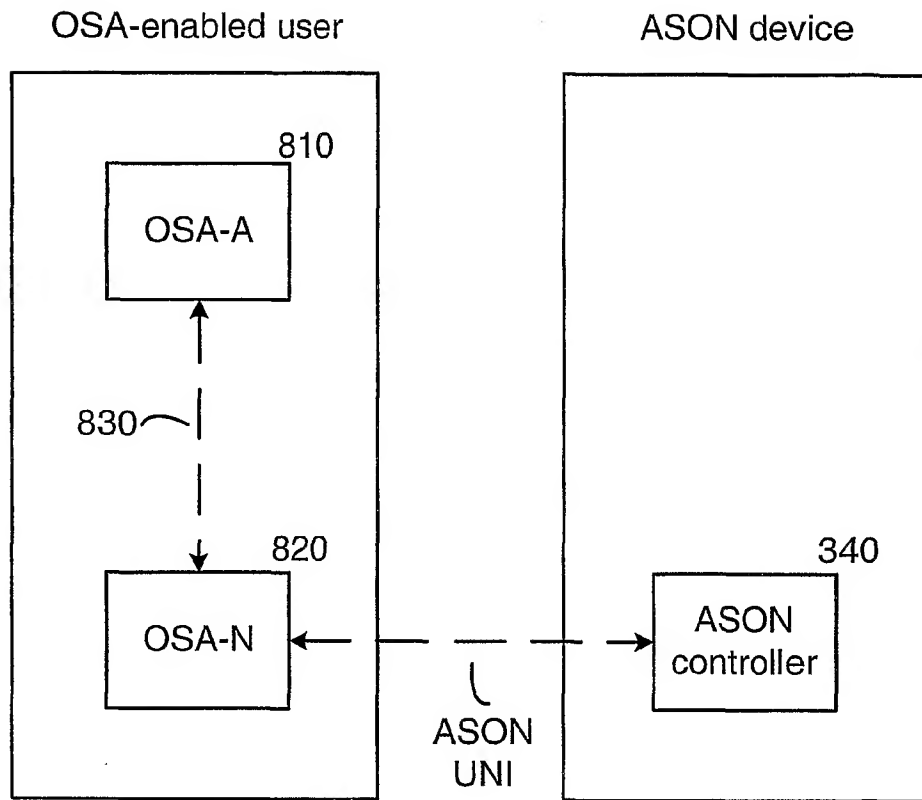 OSA-enabled user
ASON device
810
OSA-A
830
820
OSA-N
340
ASON
controller
ASON
UNI